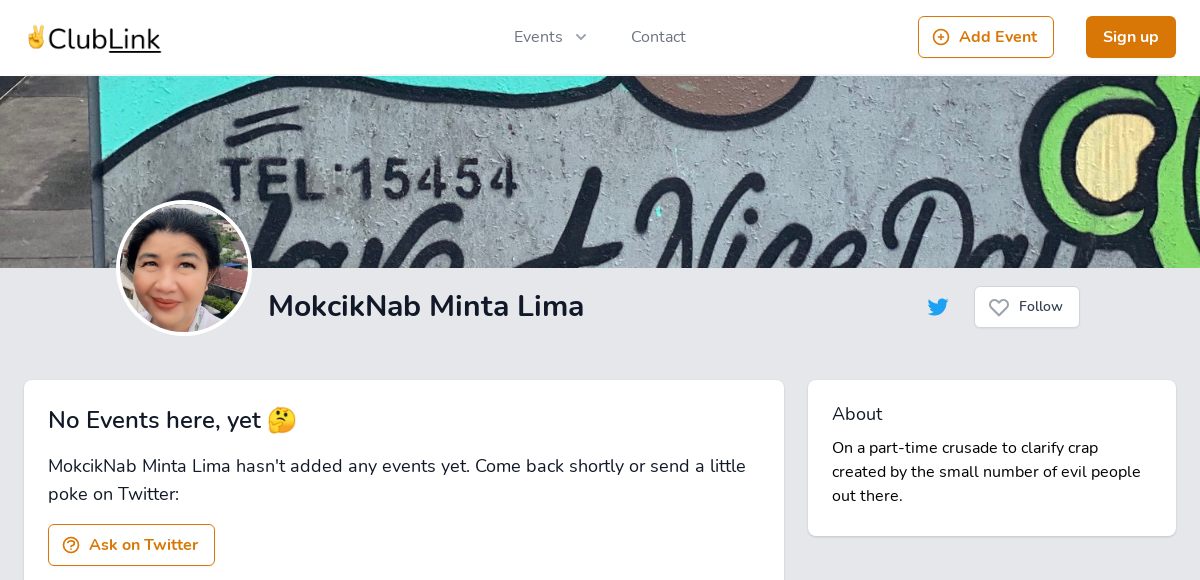 ✌️ClubLink
Events
Contact
Add Event
Sign up
TEL:15454
Have A Nice Day
MokcikNab Minta Lima
Follow
No Events here, yet 🤔
MokcikNab Minta Lima hasn't added any events yet. Come back shortly or send a little
poke on Twitter:
Ask on Twitter
About
On a part-time crusade to clarify crap
created by the small number of evil people
out there.